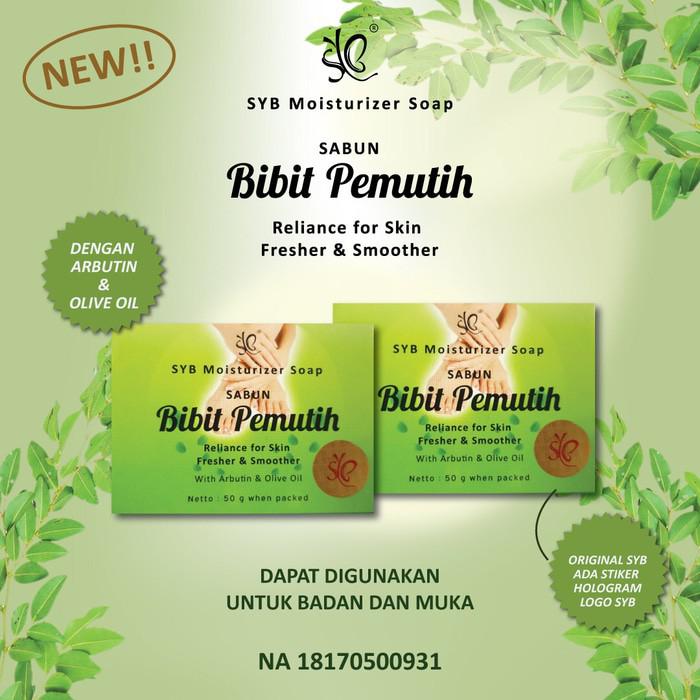 NEW!!
SYB
®
SYB Moisturizer Soap
SABUN
Bibit Pemutih
Reliance for Skin
Fresher & Smoother
DENGAN
ARBUTIN
&
OLIVE OIL
SYB Moisturizer Soap
SABUN
Bibit Pemutih
Reliance for Skin
Fresher & Smoother
With Arbutin & Olive Oil
Netto : 50 g when packed
SYB Moisturizer Soap
SABUN
Bibit Pemutih
Reliance for Skin
Fresher & Smoother
With Arbutin & Olive Oil
Netto : 50 g when packed
ORIGINAL SYB
ADA STIKER
HOLOGRAM
LOGO SYB
DAPAT DIGUNAKAN
UNTUK BADAN DAN MUKA
NA 18170500931